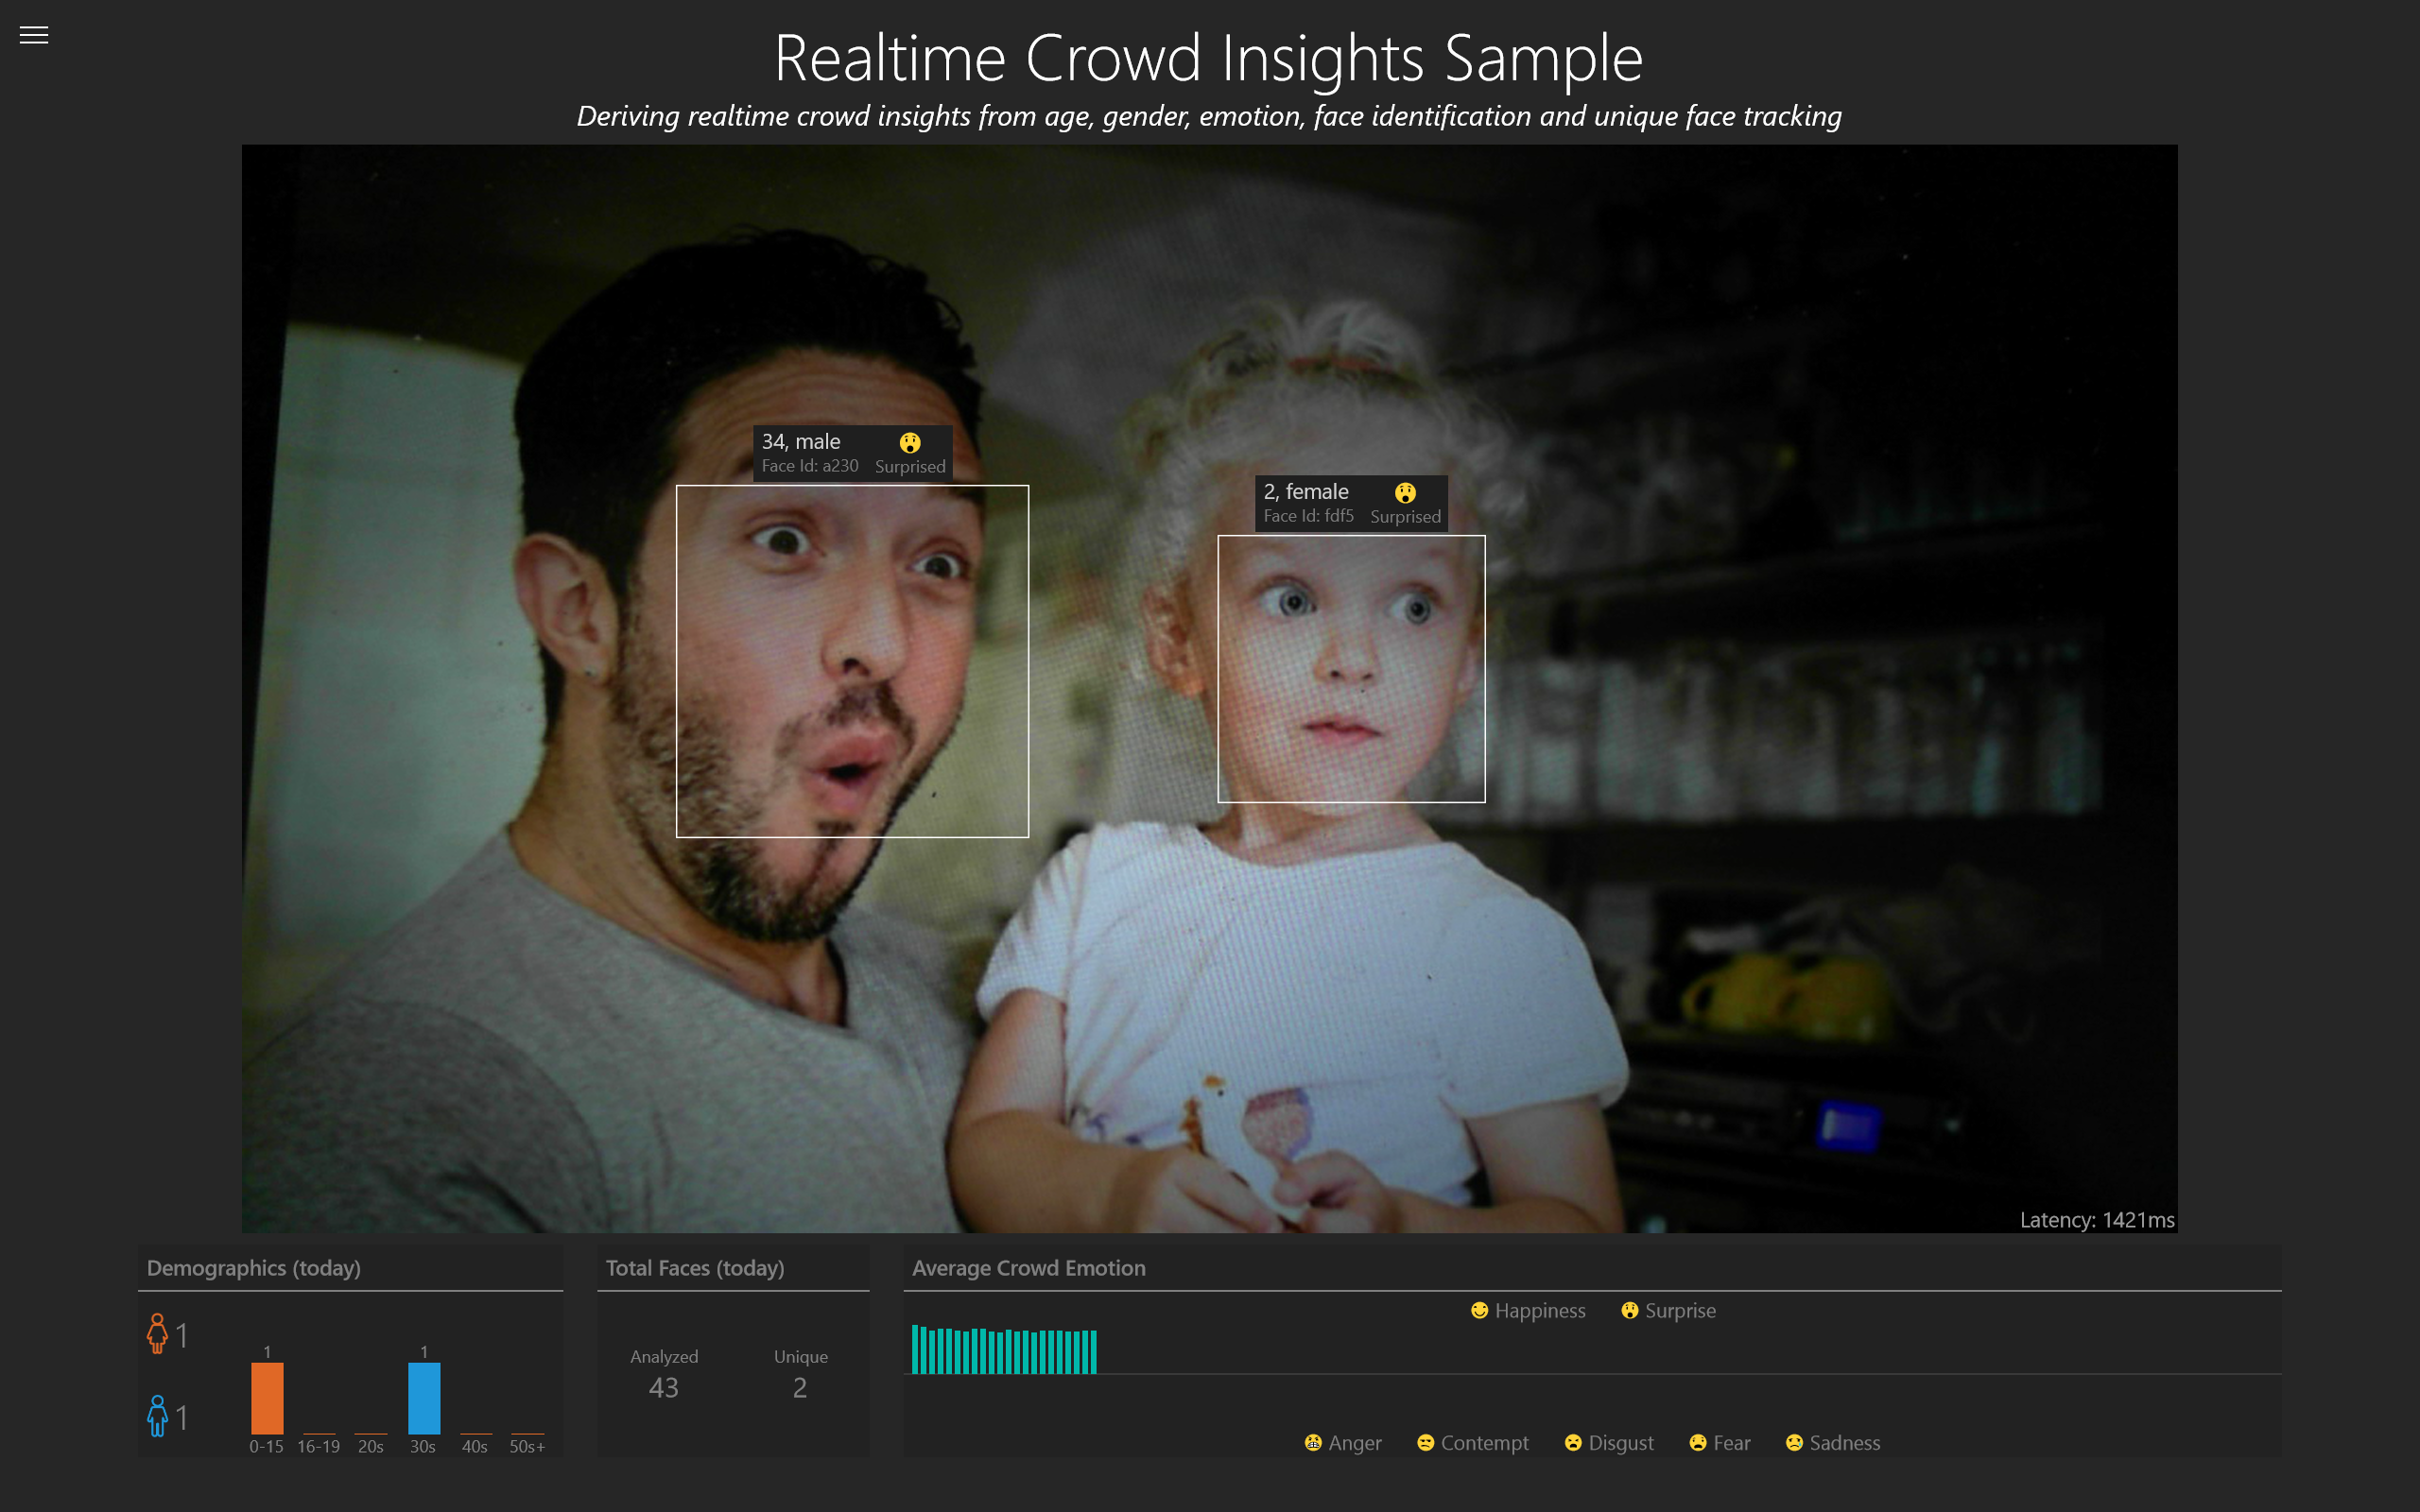 Realtime Crowd Insights Sample
Deriving realtime crowd insights from age, gender, emotion, face identification and unique face tracking
34, male
Face Id: a230
Surprised
2, female
Face Id: fdf5
Surprised
Latency: 1421ms
Demographics (today)
1
1
1
1
0-15 16-19 20s 30s 40s 50s+
Total Faces (today)
Analyzed
43
Unique
2
Average Crowd Emotion
Happiness Surprise
Anger Contempt Disgust Fear Sadness